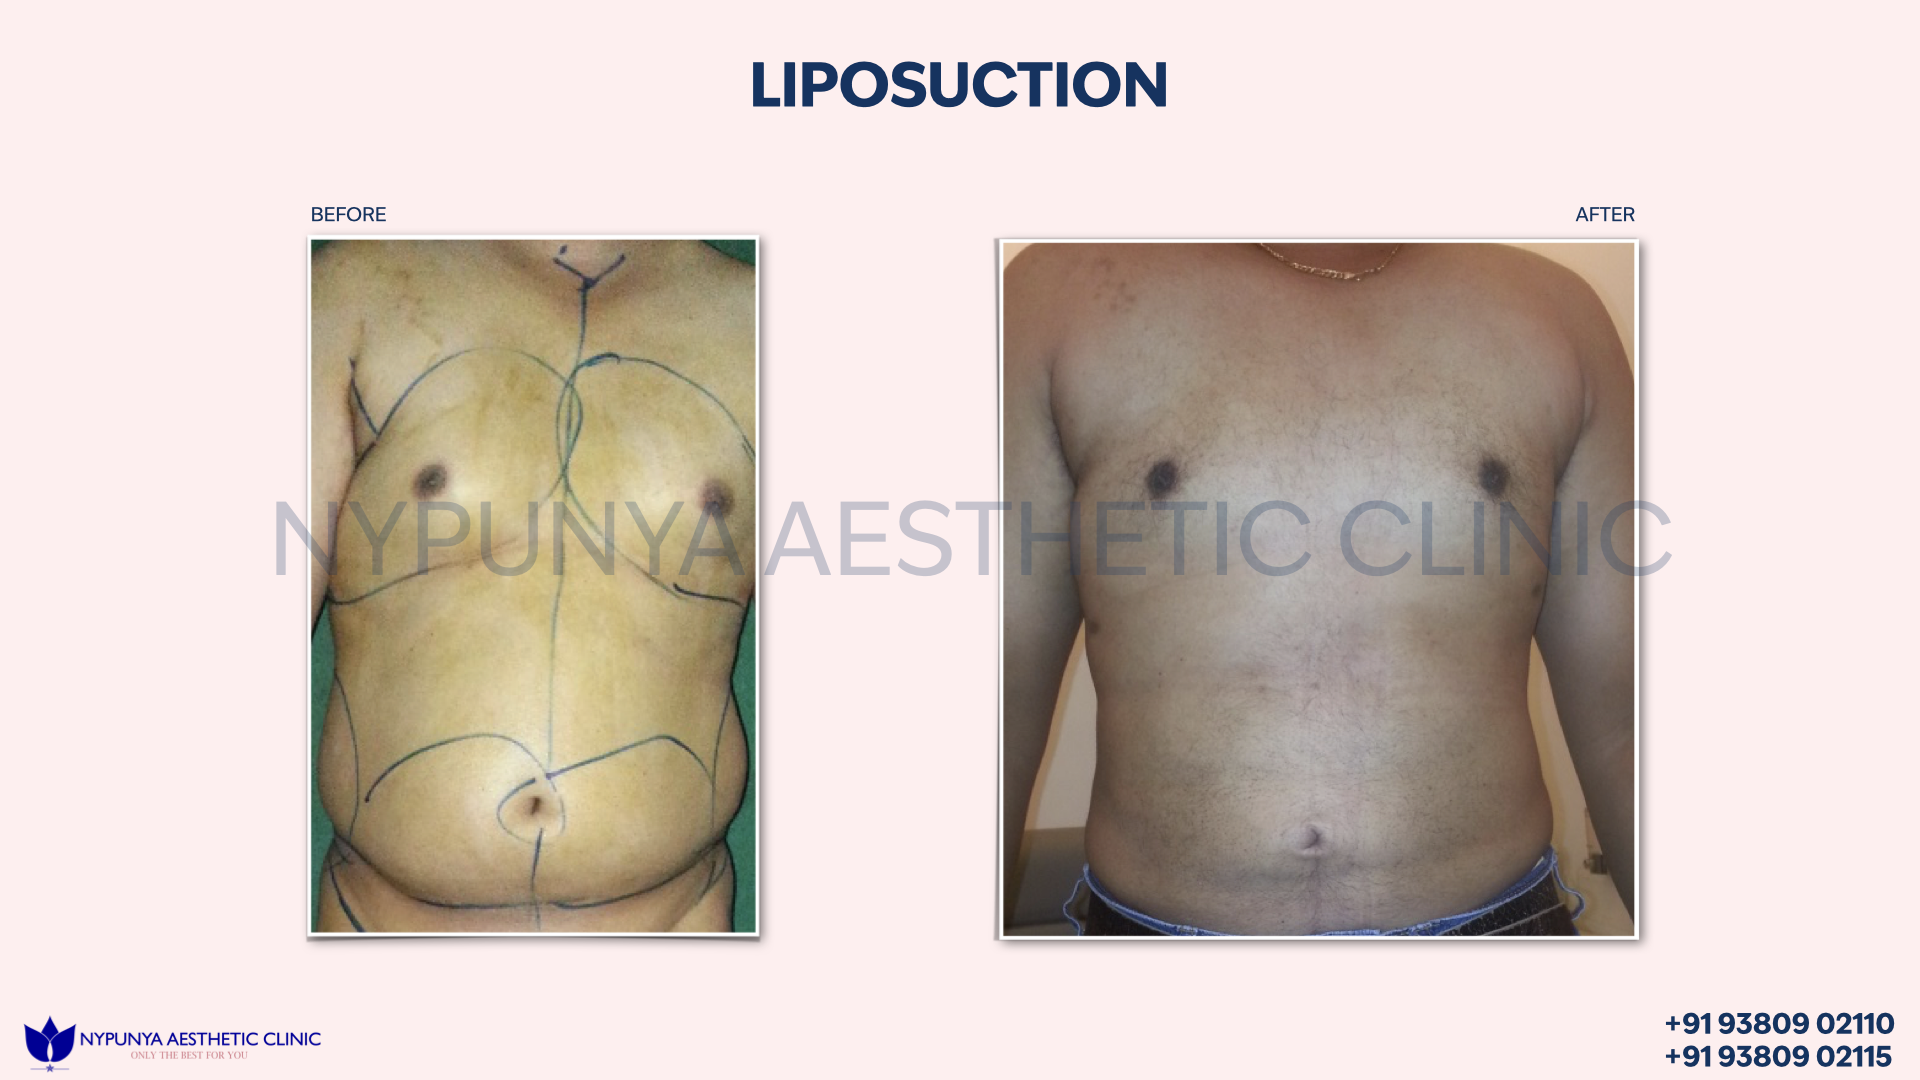 LIPOSUCTION
BEFORE
AFTER
NYPUNYA AESTHETIC CLINIC
NYPUNYA AESTHETIC CLINIC
ONLY THE BEST FOR YOU
+91 93809 02110
+91 93809 02115